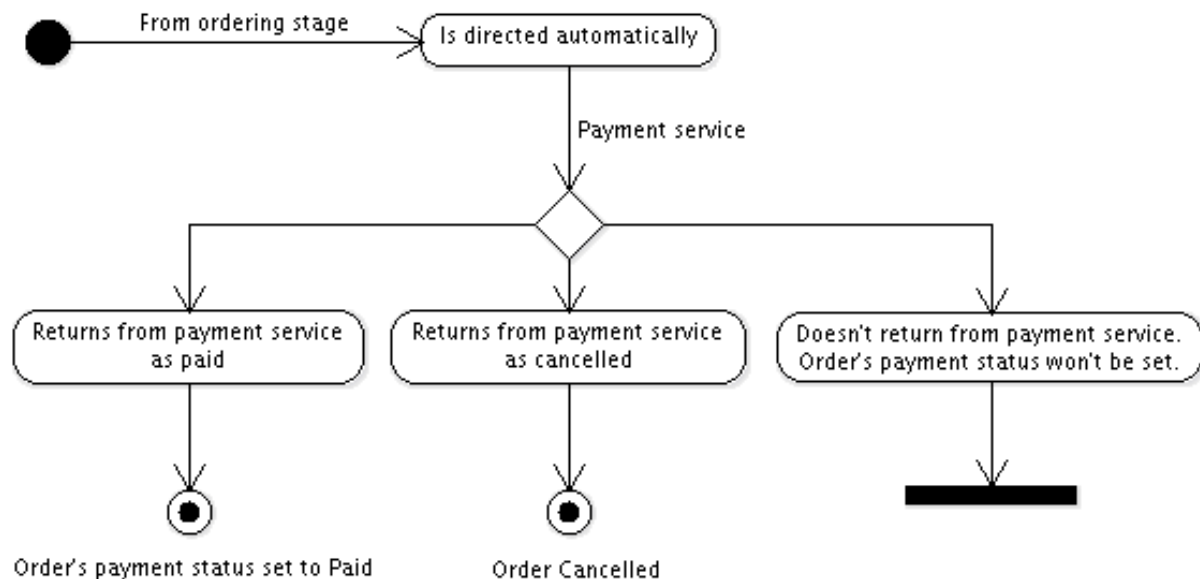 From ordering stage
Is directed automatically
Payment service
Returns from payment service
as paid
Returns from payment service
as cancelled
Doesn't return from payment service.
Order's payment status won't be set.
Order's payment status set to Paid
Order Cancelled